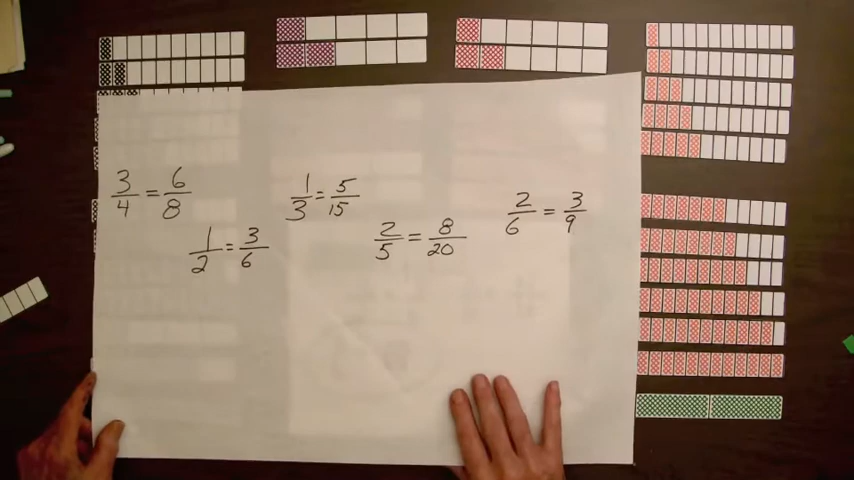 3/4 = 6/8
1/2 = 3/6
1/3 = 5/15
2/5 = 8/20
2/6 = 3/9